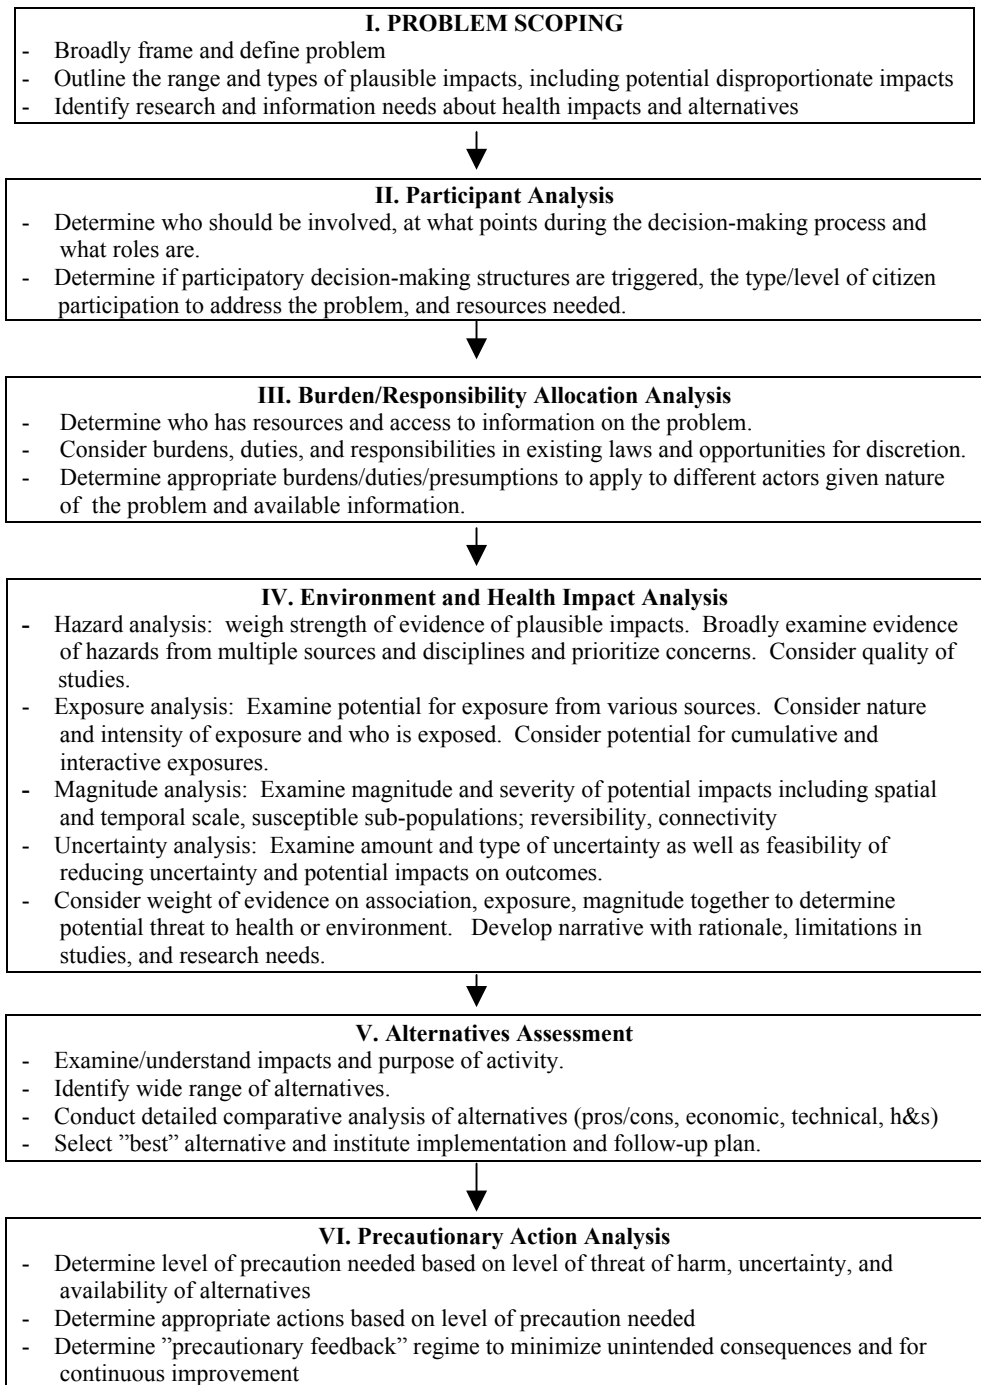 I. PROBLEM SCOPING
- Broadly frame and define problem
- Outline the range and types of plausible impacts, including potential disproportionate impacts
- Identify research and information needs about health impacts and alternatives
II. Participant Analysis
- Determine who should be involved, at what points during the decision-making process and
what roles are.
- Determine if participatory decision-making structures are triggered, the type/level of citizen
participation to address the problem, and resources needed.
III. Burden/Responsibility Allocation Analysis
- Determine who has resources and access to information on the problem.
- Consider burdens, duties, and responsibilities in existing laws and opportunities for discretion.
- Determine appropriate burdens/duties/presumptions to apply to different actors given nature
of the problem and available information.
IV. Environment and Health Impact Analysis
- Hazard analysis: weigh strength of evidence of plausible impacts. Broadly examine evidence
of hazards from multiple sources and disciplines and prioritize concerns. Consider quality of
studies.
- Exposure analysis: Examine potential for exposure from various sources. Consider nature
and intensity of exposure and who is exposed. Consider potential for cumulative and
interactive exposures.
- Magnitude analysis: Examine magnitude and severity of potential impacts including spatial
and temporal scale, susceptible sub-populations; reversibility, connectivity
- Uncertainty analysis: Examine amount and type of uncertainty as well as feasibility of
reducing uncertainty and potential impacts on outcomes.
- Consider weight of evidence on association, exposure, magnitude together to determine
potential threat to health or environment. Develop narrative with rationale, limitations in
studies, and research needs.
V. Alternatives Assessment
- Examine/understand impacts and purpose of activity.
- Identify wide range of alternatives.
- Conduct detailed comparative analysis of alternatives (pros/cons, economic, technical, h&s)
- Select ”best” alternative and institute implementation and follow-up plan.
VI. Precautionary Action Analysis
- Determine level of precaution needed based on level of threat of harm, uncertainty, and
availability of alternatives
- Determine appropriate actions based on level of precaution needed
- Determine ”precautionary feedback” regime to minimize unintended consequences and for
continuous improvement